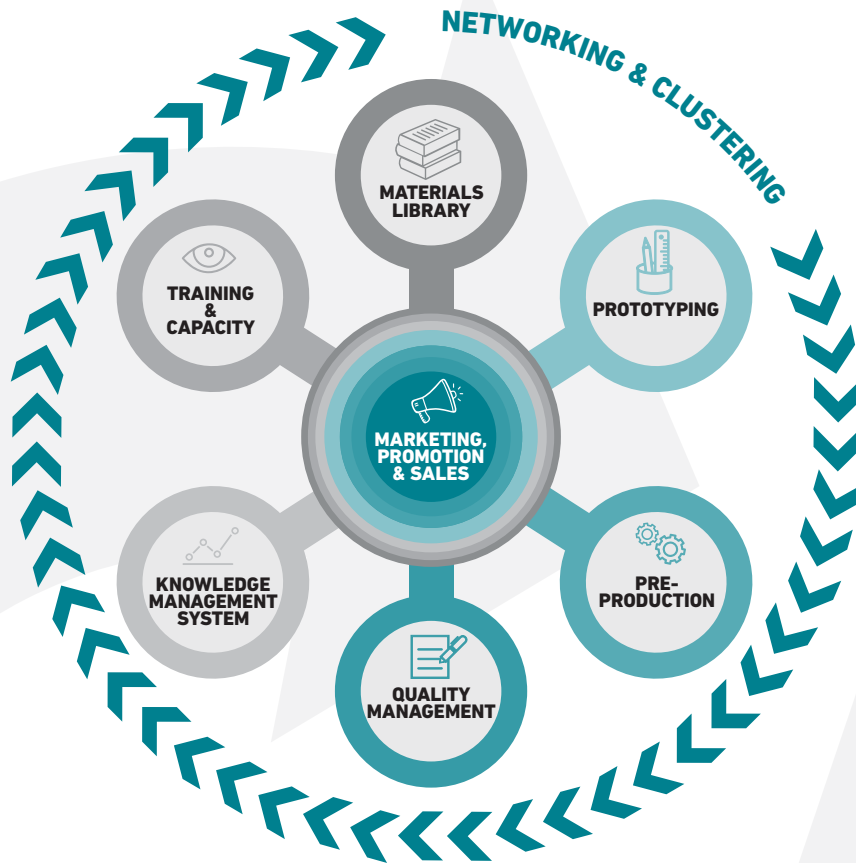 NETWORKING & CLUSTERING
MATERIALS
LIBRARY
TRAINING
&
CAPACITY
PROTOTYPING
MARKETING,
PROMOTION
& SALES
KNOWLEDGE
MANAGEMENT
SYSTEM
PRE-
PRODUCTION
QUALITY
MANAGEMENT